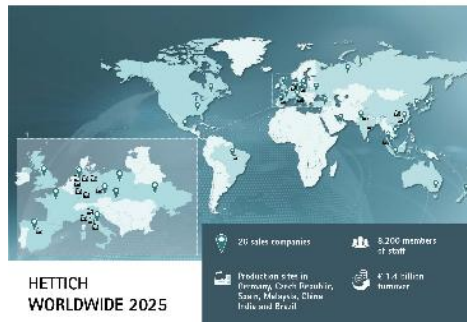 26 sales companies
8.200 members
of staff
Production sites in
Germany, Czech Republic,
Spain, Malaysia, China
India and Brazil
€ 1.4 billion
turnover
HETTICH
WORLDWIDE 2025